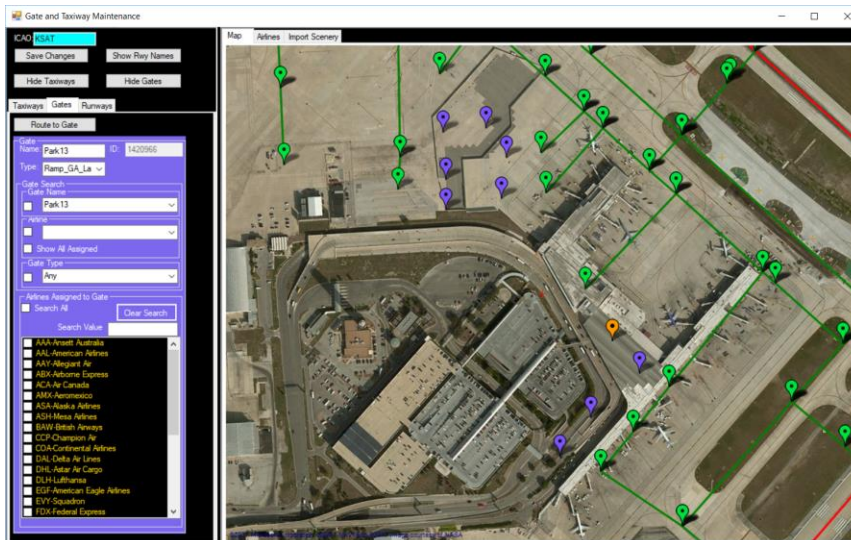 Gate and Taxiway Maintenance
ICAO: KSAT
Save Changes
Show Rwy Names
Hide Taxiways
Hide Gates
Taxiways
Gates
Runways
Route to Gate
Gate
Name: Park13
ID: 1420966
Type: Ramp_GA_La
Gate Search
Gate Name
Park13
Airline
Show All Assigned
Gate Type
Any
Airlines Assigned to Gate
Search All
Clear Search
Search Value
AAA-Ansett Australia
AAL-American Airlines
AAY-Allegiant Air
ABX-Airborne Express
ACA-Air Canada
AMX-Aeromexico
ASA-Alaska Airlines
ASH-Mesa Airlines
BAW-British Airways
CCP-Champion Air
COA-Continental Airlines
DAL-Delta Air Lines
DHL-Astar Air Cargo
DLH-Lufthansa
EGF-American Eagle Airlines
EVY-Squadron
FDX-Federal Express
Map
Airlines
Import Scenery